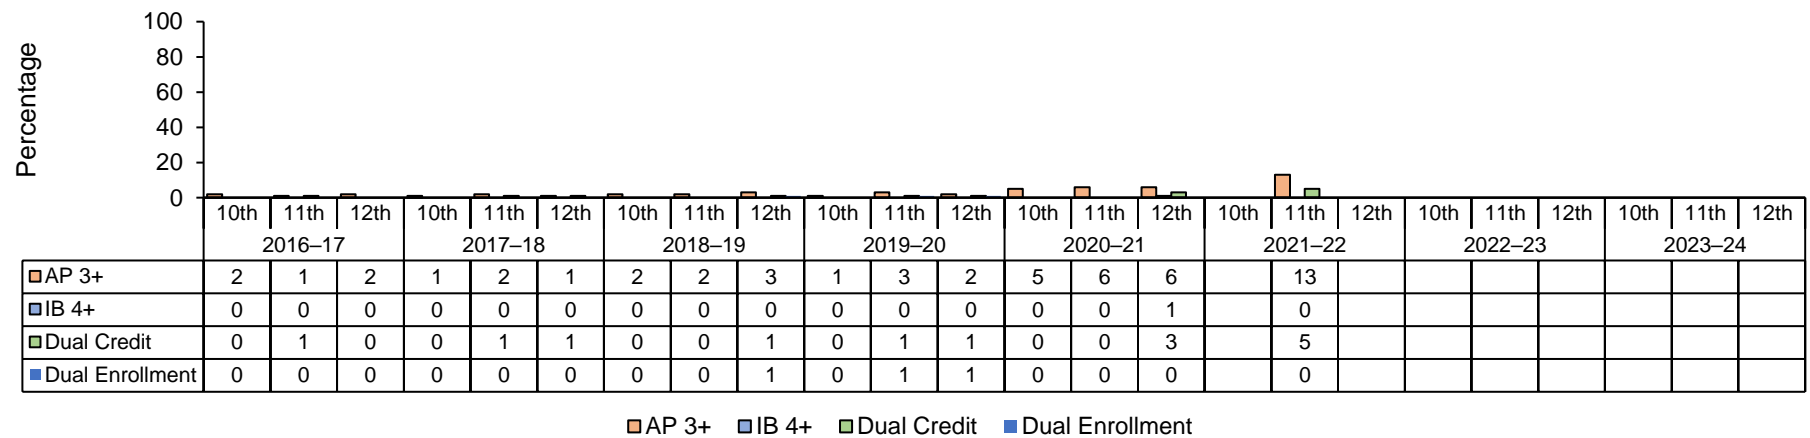 Percentage
100
80
60
40
20
0
10th 11th 12th 10th 11th 12th 10th 11th 12th 10th 11th 12th 10th 11th 12th 10th 11th 12th 10th 11th 12th 10th 11th 12th
2016–17 2017–18 2018–19 2019–20 2020–21 2021–22 2022–23 2023–24
AP 3+ 2 1 2 1 2 1 2 2 3 1 3 2 5 6 6 13
IB 4+ 0 0 0 0 0 0 0 0 0 0 0 0 0 0 1 0
Dual Credit 0 1 0 0 1 1 0 0 1 0 1 1 0 0 3 5
Dual Enrollment 0 0 0 0 0 0 0 0 1 0 1 1 0 0 0 0
AP 3+ IB 4+ Dual Credit Dual Enrollment